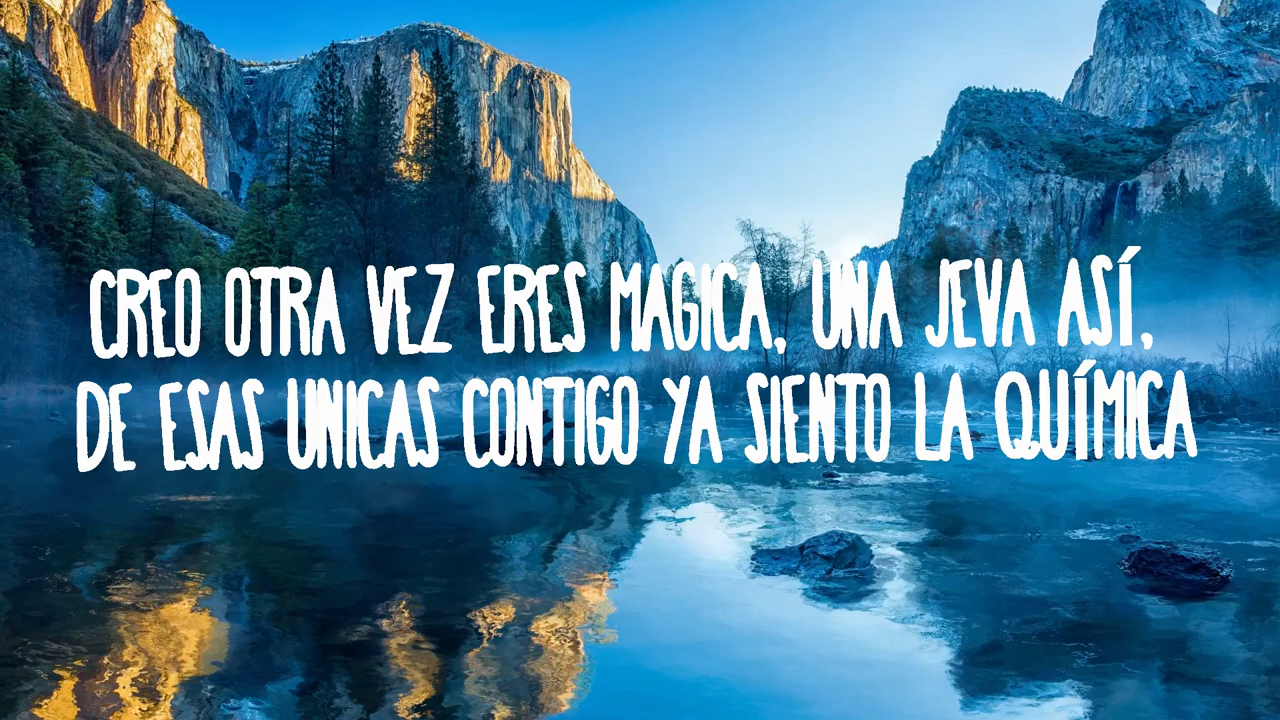 CREO OTRA VEZ ERES MAGICA, UNA JEVA ASÍ,
DE ESAS UNICAS CONTIGO YA SIENTO LA QUÍMICA